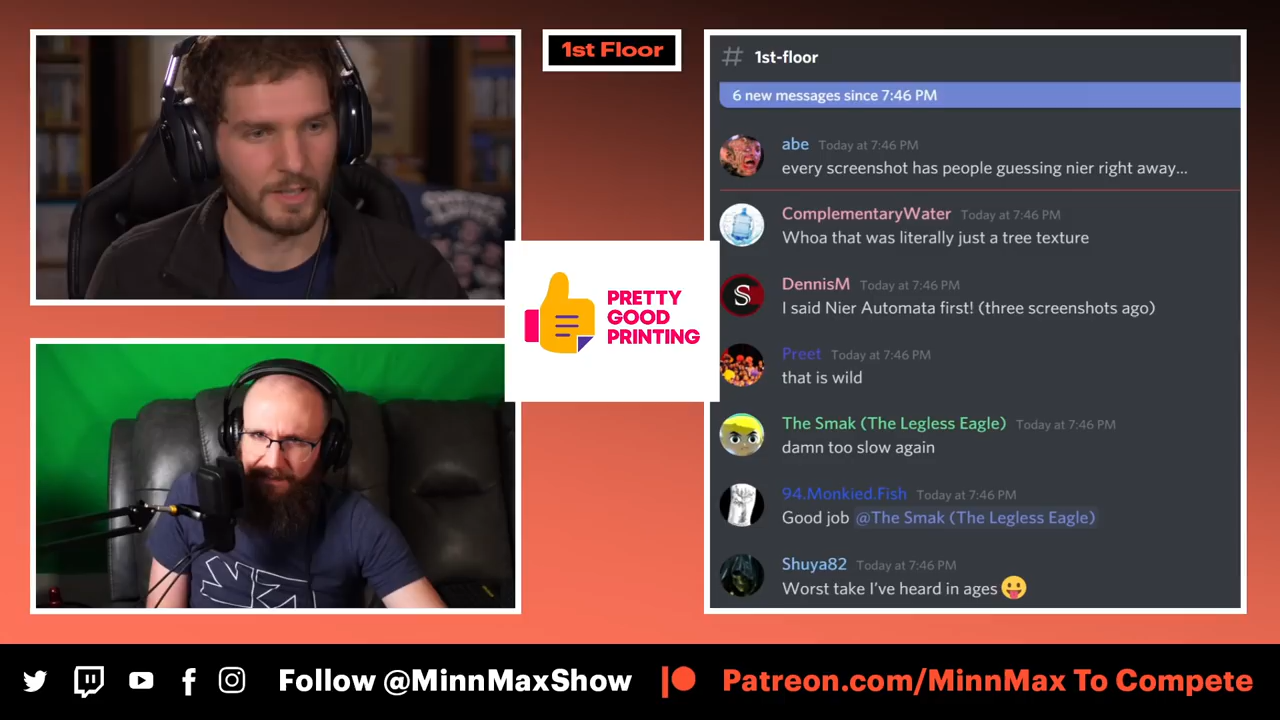 1st Floor
1st-floor
6 new messages since 7:46 PM
abe Today at 7:46 PM
every screenshot has people guessing nier right away...
ComplementaryWater Today at 7:46 PM
Whoa that was literally just a tree texture
DennisM Today at 7:46 PM
I said Nier Automata first! (three screenshots ago)
Preet Today at 7:46 PM
that is wild
The Smak (The Legless Eagle) Today at 7:46 PM
damn too slow again
94.Monkied.Fish Today at 7:46 PM
Good job @The Smak (The Legless Eagle)
Shuya82 Today at 7:46 PM
Worst take I've heard in ages 😛
PRETTY
GOOD
PRINTING
Follow @MinnMaxShow
Patreon.com/MinnMax To Compete